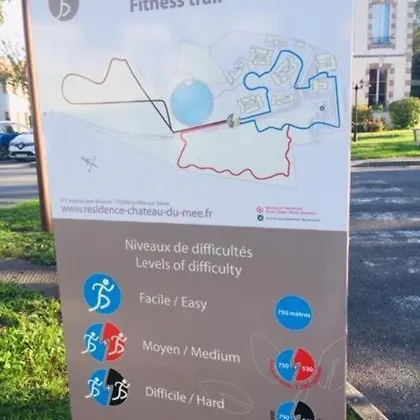 Fitness trail
www.residence-chateau-du-mee.fr
Niveaux de difficultés
Levels of difficulty
Facile / Easy
750 mètres
Moyen / Medium
750 + 530
Difficile / Hard
750